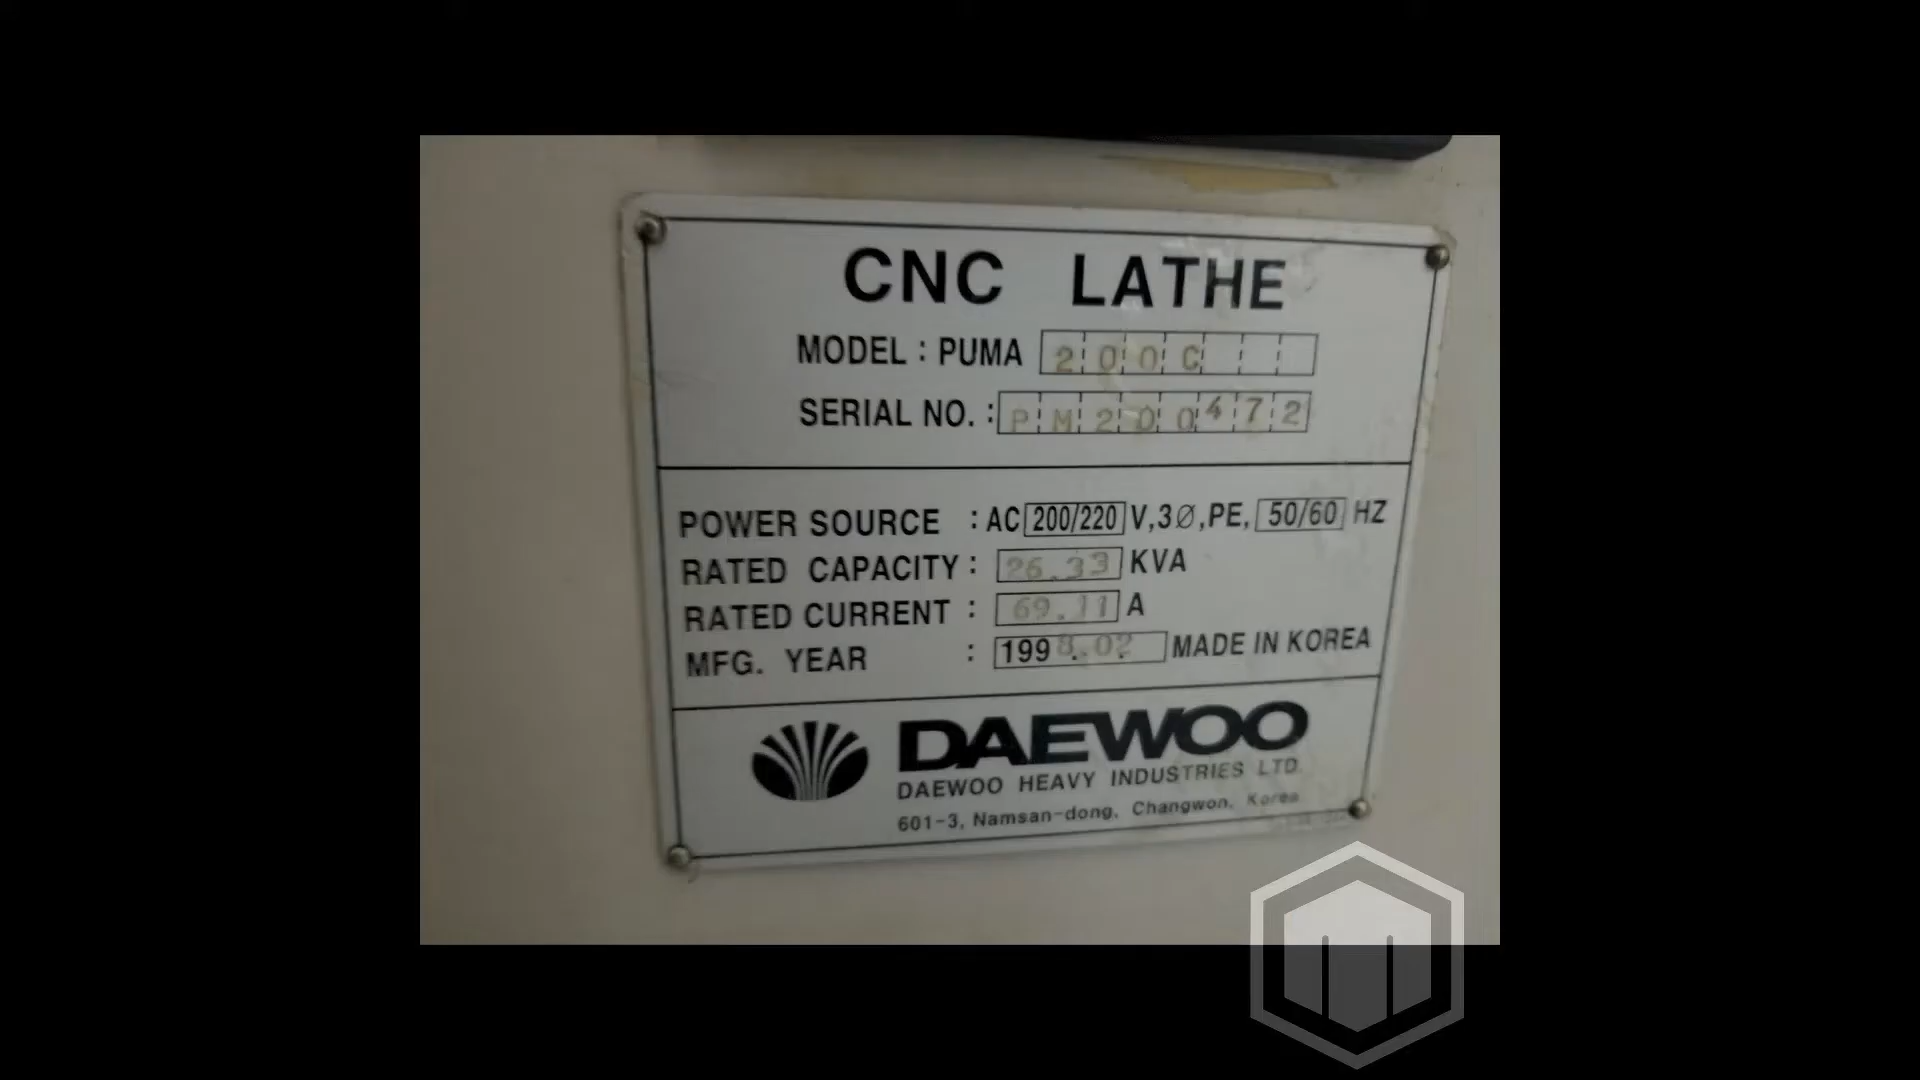 CNC LATHE
MODEL : PUMA 200C
SERIAL NO. : PM200472
POWER SOURCE : AC 200/220 V,3Ø,PE, 50/60 HZ
RATED CAPACITY : 26.33 KVA
RATED CURRENT : 69.11 A
MFG. YEAR : 1998.02 MADE IN KOREA
DAEWOO
DAEWOO HEAVY INDUSTRIES LTD.
601-3, Namsan-dong, Changwon, Korea